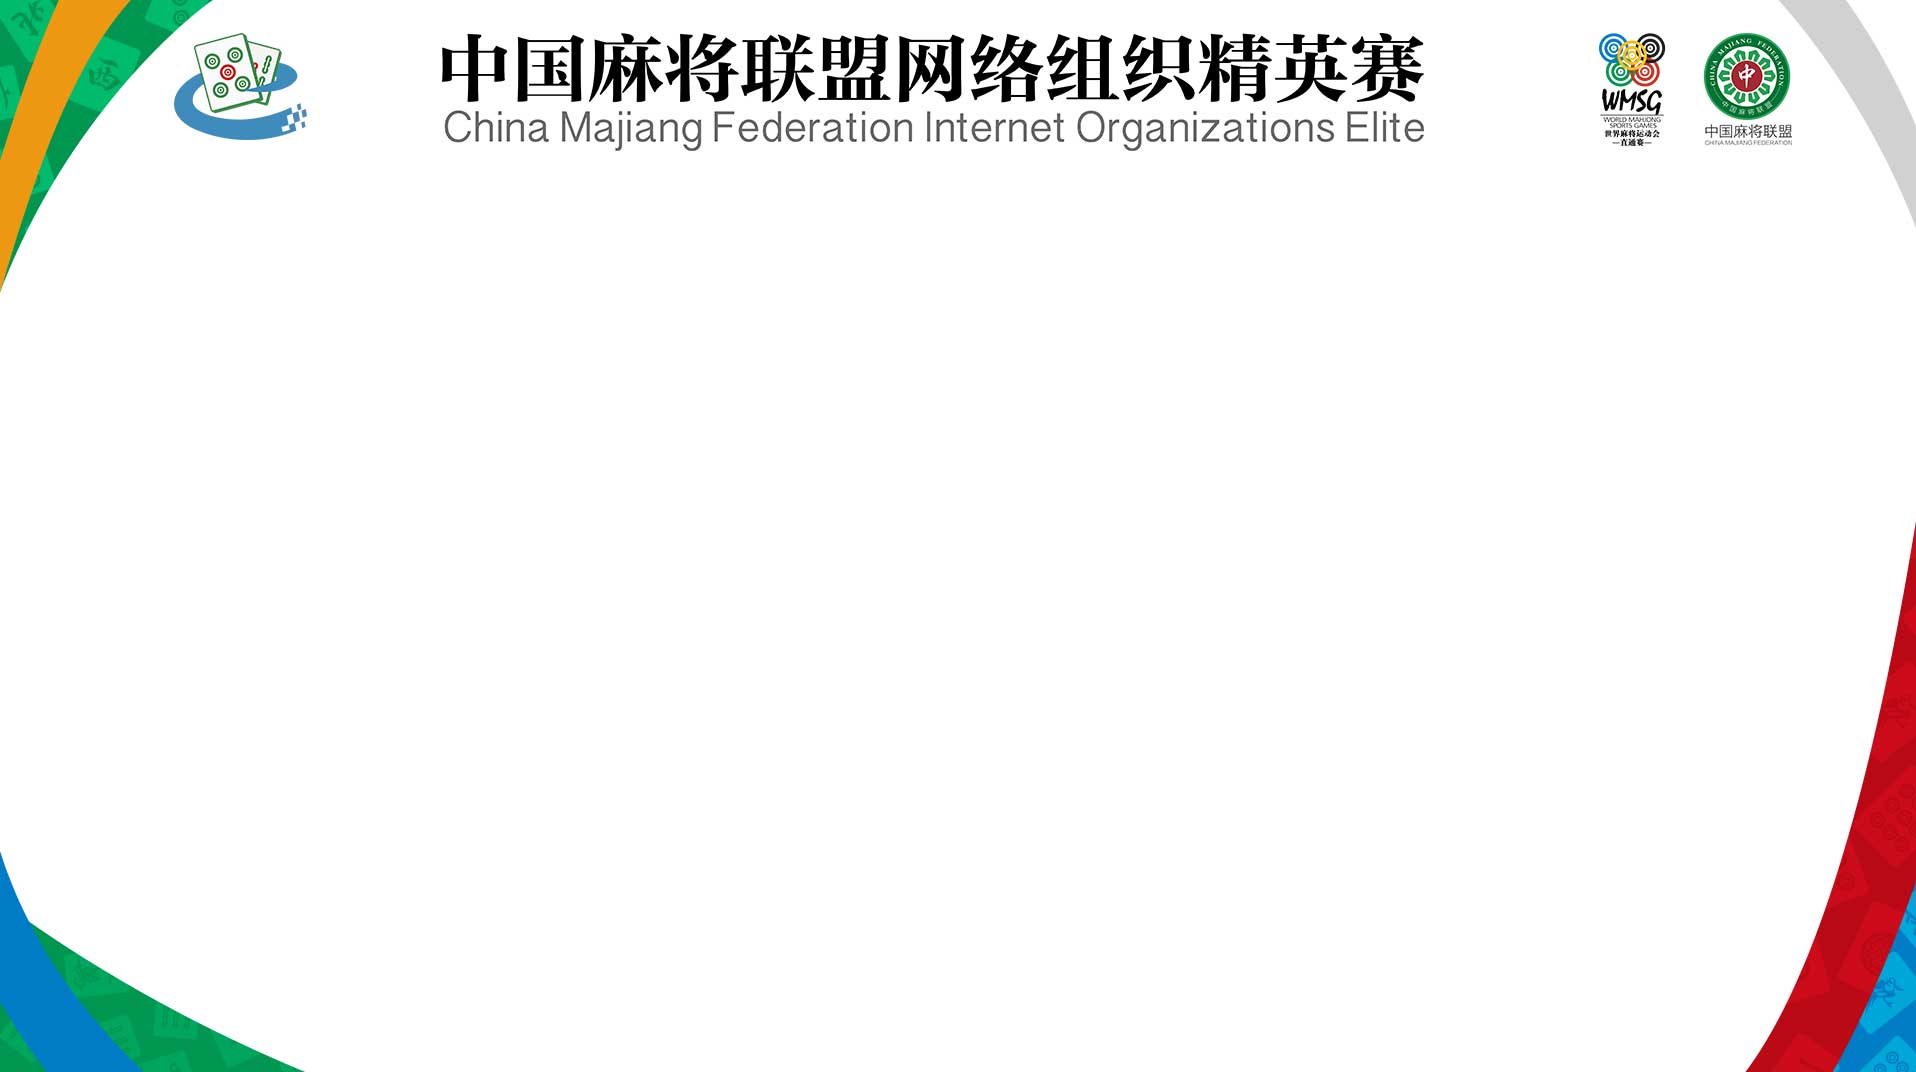 中国麻将联盟网络组织精英赛
China Majiang Federation Internet Organizations Elite
WMSG
WORLD MAHJONG
SPORTS GAMES
世界麻将运动会
—直通赛—
CHINA MAJIANG FEDERATION
中
中国麻将联盟
中国麻将联盟
CHINA MAJIANG FEDERATION
西